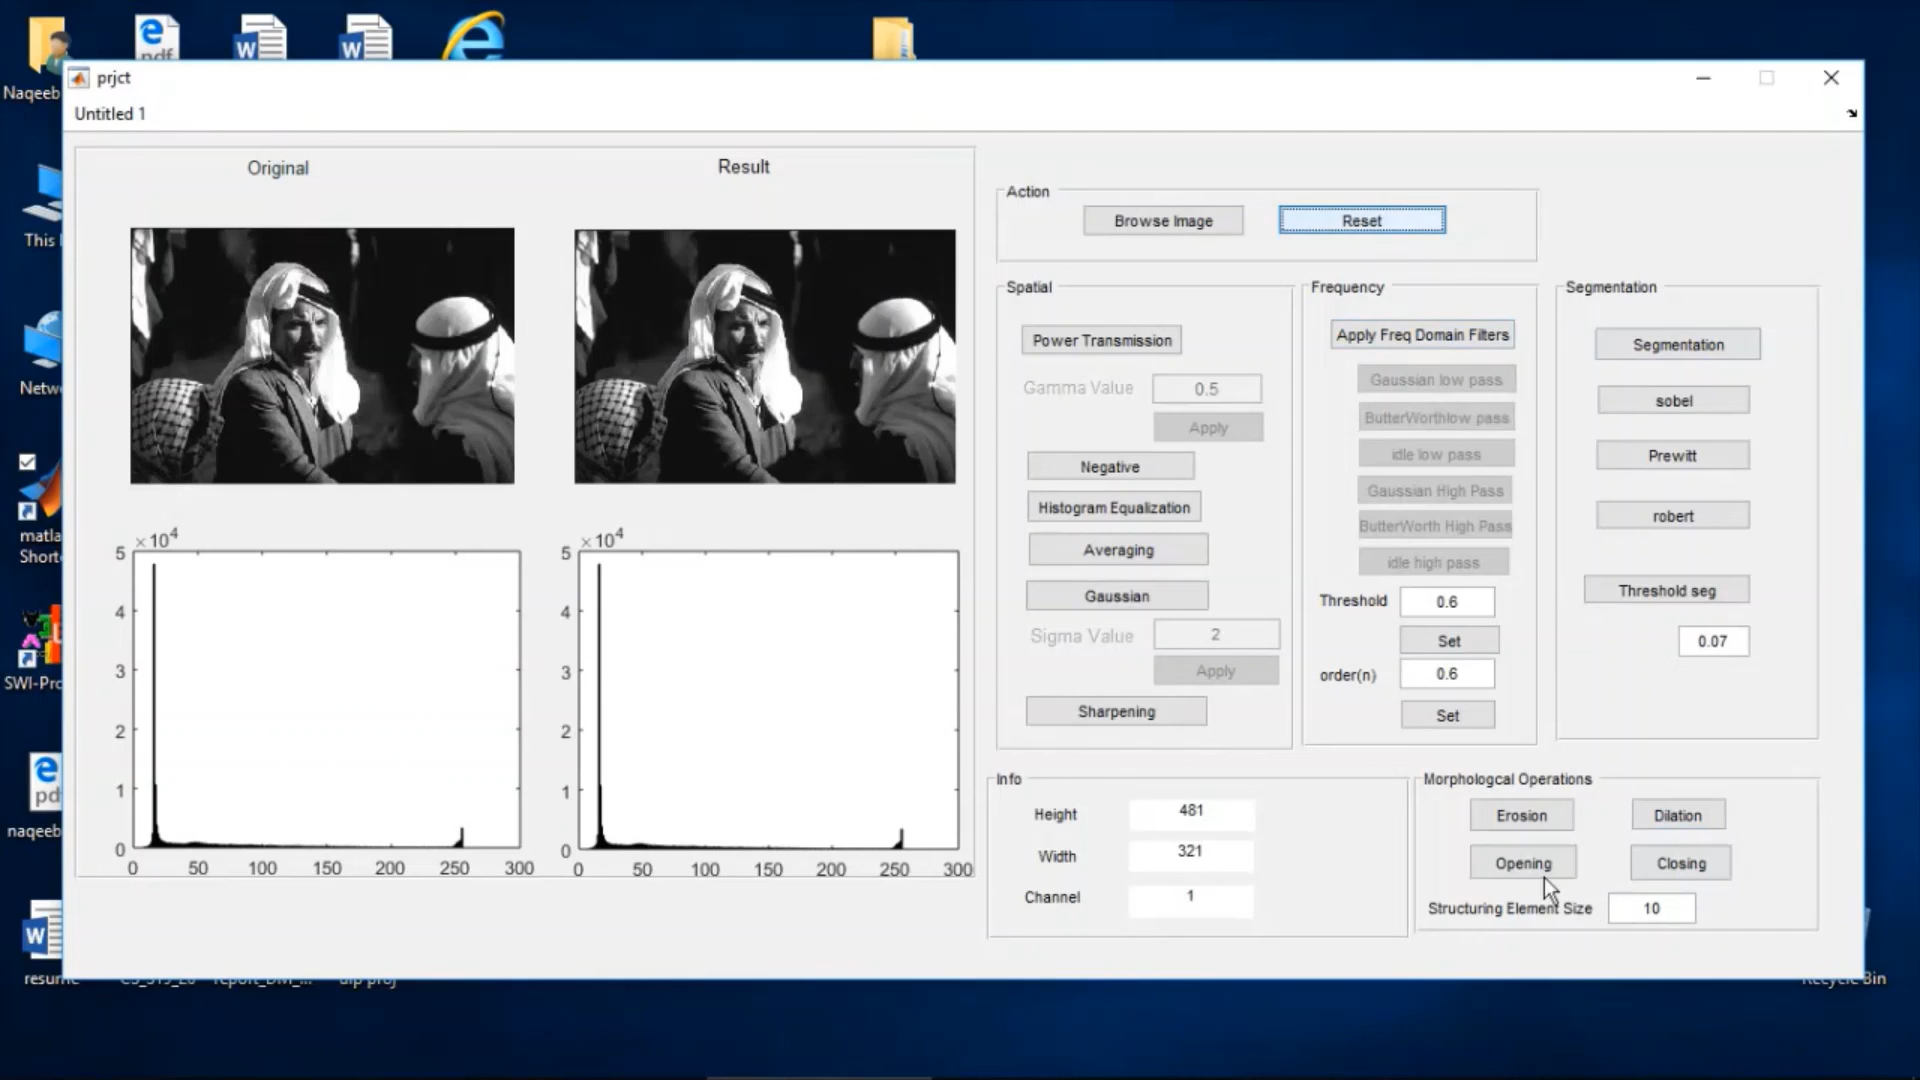 pdf
W
W
prjct
Naqeeb
Untitled 1
Original
Result
Action
Browse Image
Reset
This
Spatial
Frequency
Segmentation
Power Transmission
Apply Freq Domain Filters
Segmentation
Gamma Value
0.5
Gaussian low pass
sobel
Netw
Apply
ButterWorthlow pass
Negative
idle low pass
Prewitt
Histogram Equalization
Gaussian High Pass
robert
ButterWorth High Pass
matla
Short
×10⁴
×10⁴
5
4
3
2
1
0
0 50 100 150 200 250 300
5
4
3
2
1
0
0 50 100 150 200 250 300
Averaging
idle high pass
Gaussian
Threshold
0.6
Threshold seg
Sigma Value
2
Set
0.07
Apply
order(n)
0.6
SWI-Pro
Sharpening
Set
Info
Morphologcal Operations
Height
481
Erosion
Dilation
pd
naqeeb
Width
321
Opening
Closing
Channel
1
Structuring Element Size
10
W
resume
Recycle Bin